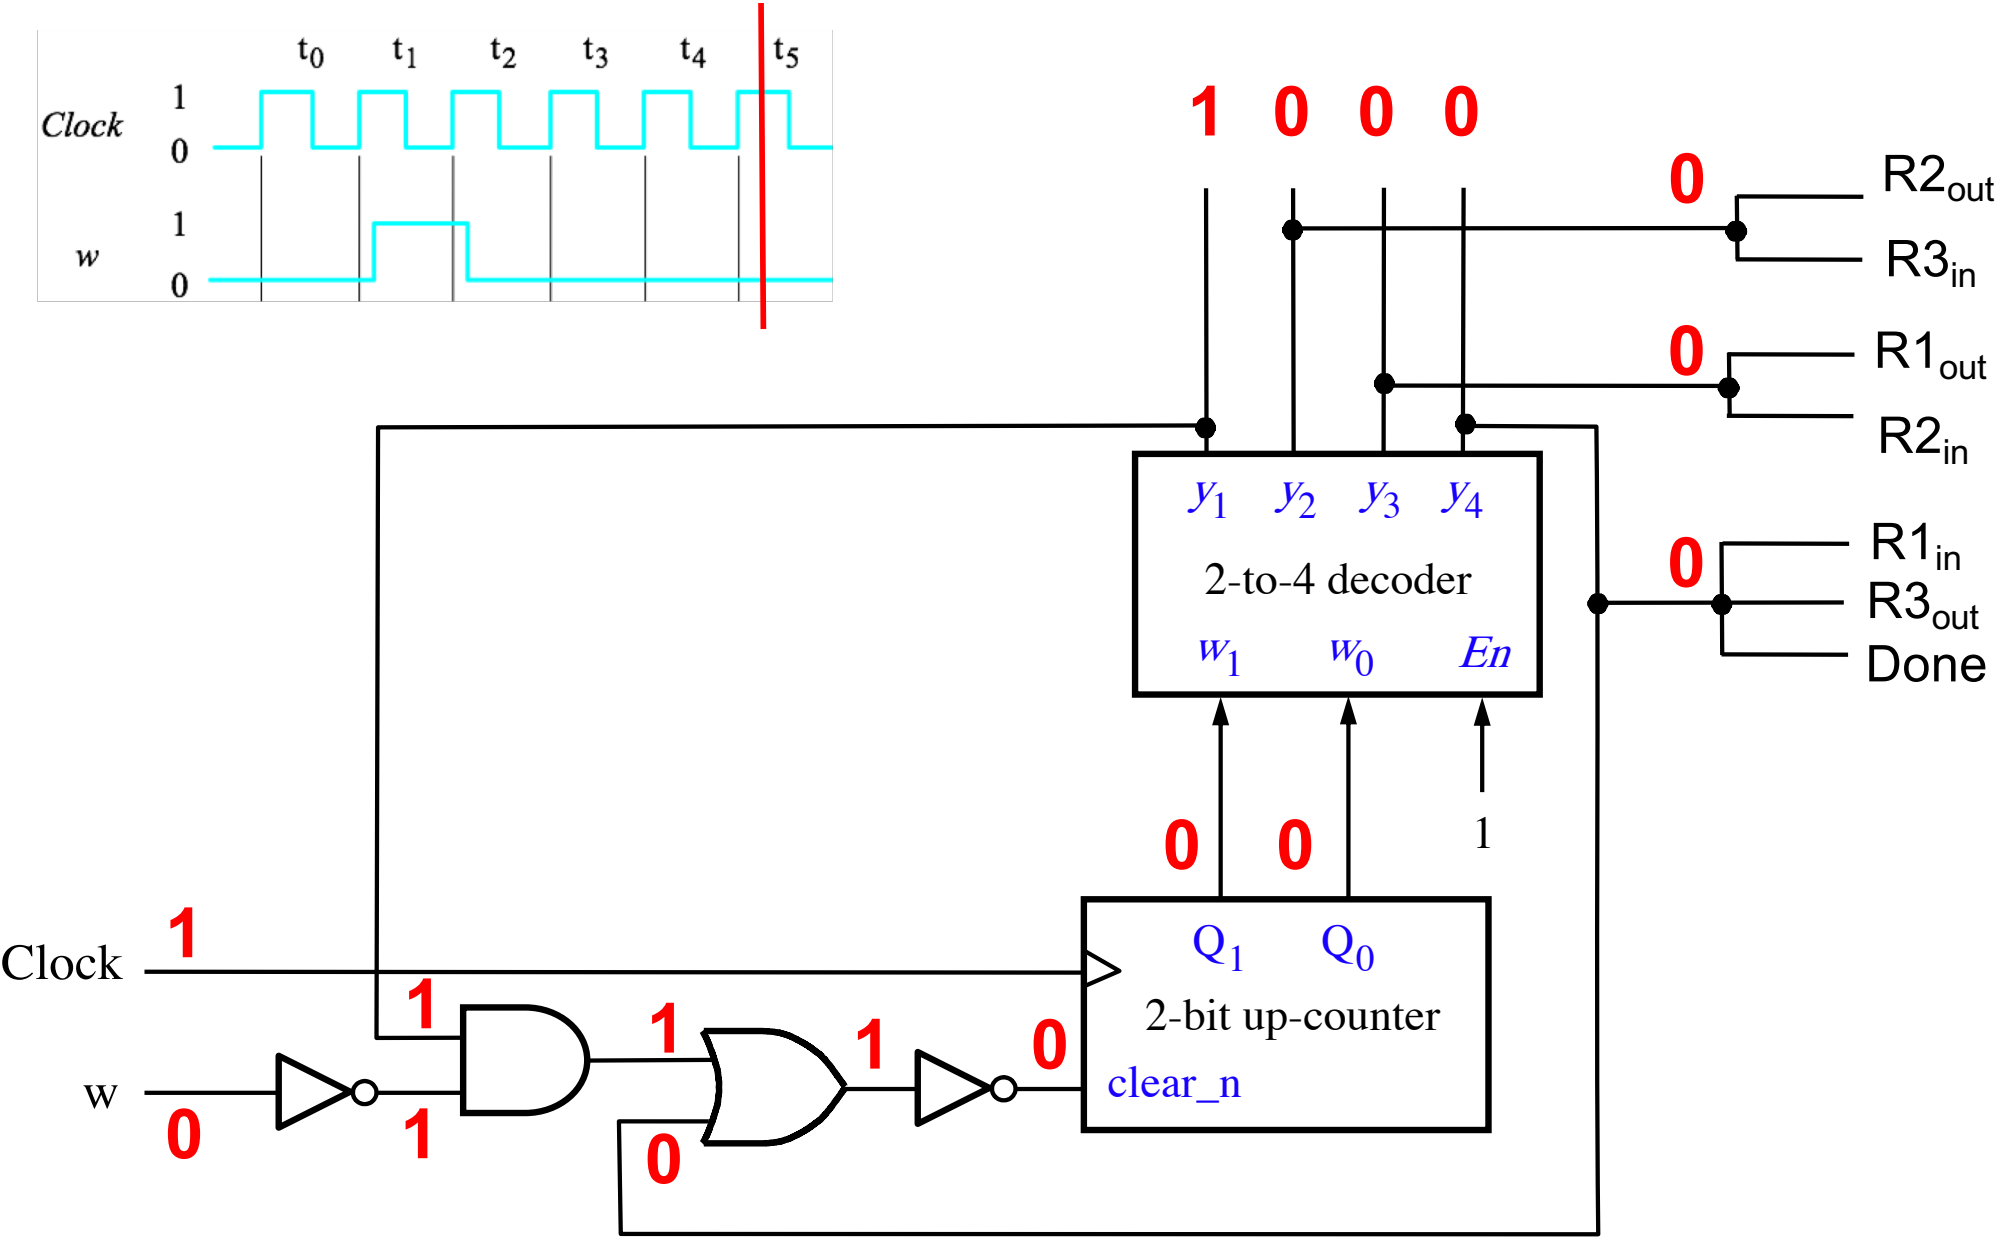 t0 t1 t2 t3 t4 t5
1
Clock
0
1
w
0
1 0 0 0
0 R2out
R3in
0 R1out
R2in
y1 y2 y3 y4
2-to-4 decoder
w1 w0 En
0 R1in
R3out
Done
1
0 0
Clock 1
Q1 Q0
2-bit up-counter
clear_n
1 1 1 0
w
0 1 0